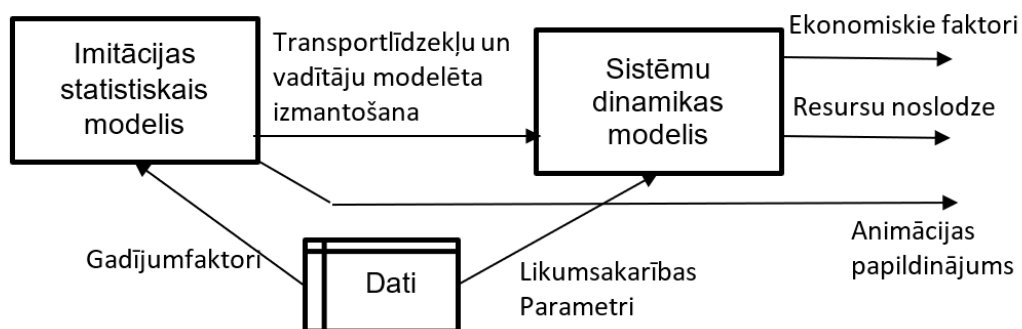 Imitācijas
statistiskais
modelis
Transportlīdzekļu un
vadītāju modelēta
izmantošana
Sistēmu
dinamikas
modelis
Ekonomiskie faktori
Resursu noslodze
Animācijas
papildinājums
Gadījumfaktori
Dati
Likumsakarības
Parametri